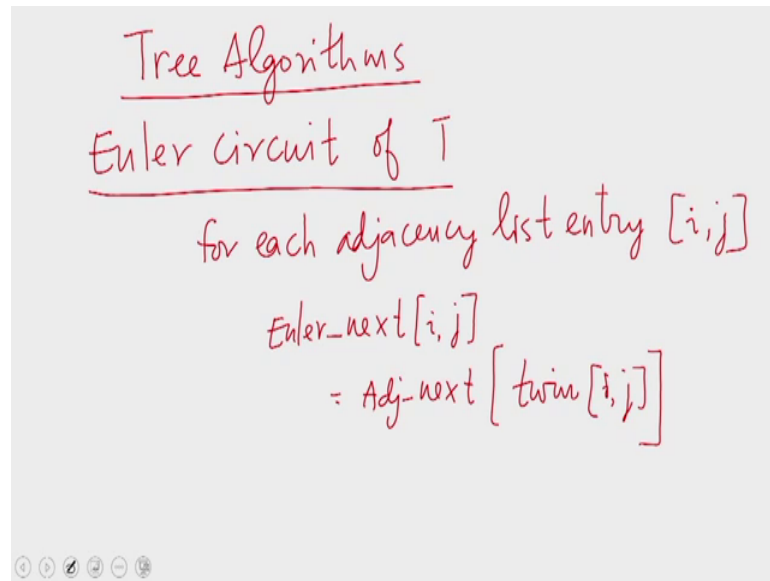 Tree Algorithms
Euler circuit of T
for each adjacency list entry [i,j]
Euler_next[i,j]
= Adj-next [twin[i,j]]